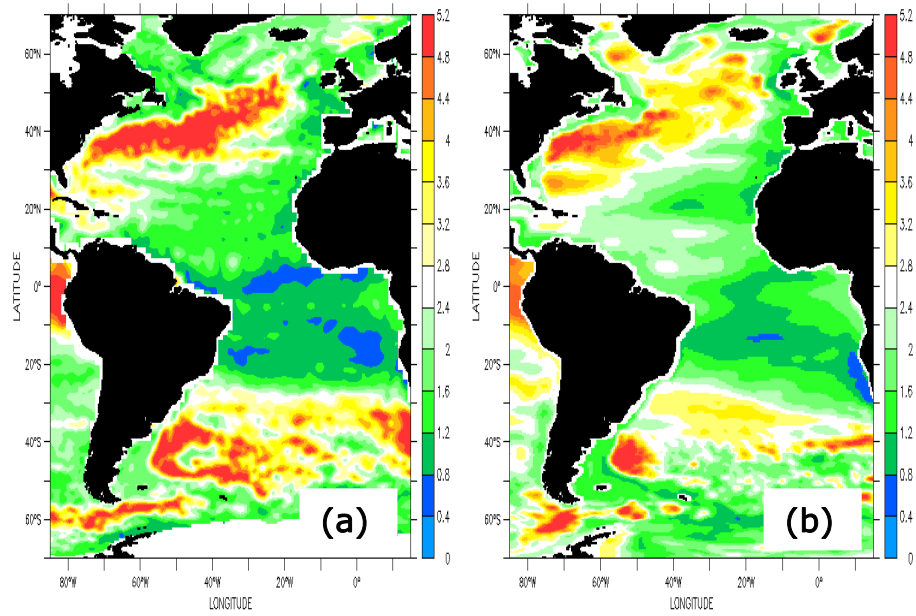 5.2
4.8
4.4
4
3.6
3.2
2.8
2.4
2
1.6
1.2
0.8
0.4
0
60°N
40°N
20°N
0°
20°S
40°S
60°S
LATITUDE
80°W
60°W
40°W
20°W
0°
LONGITUDE
(a)
5.2
4.8
4.4
4
3.6
3.2
2.8
2.4
2
1.6
1.2
0.8
0.4
0
60°N
40°N
20°N
0°
20°S
40°S
60°S
LATITUDE
80°W
60°W
40°W
20°W
0°
LONGITUDE
(b)